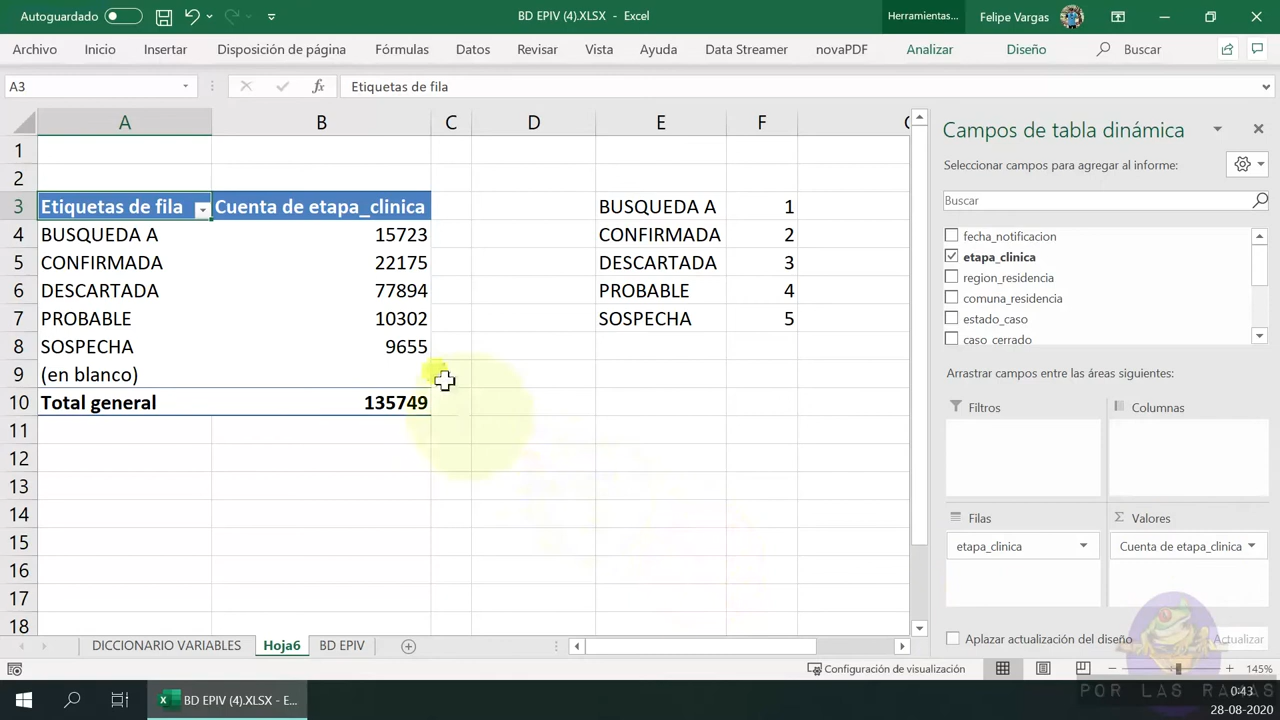 Autoguardado
BD EPIV (4).XLSX - Excel
Herramientas...
Felipe Vargas
Archivo Inicio Insertar Disposición de página Fórmulas Datos Revisar Vista Ayuda Data Streamer novaPDF Analizar Diseño Buscar
A3 fx Etiquetas de fila
A B C D E F
1
2
3 Etiquetas de fila Cuenta de etapa_clinica BUSQUEDA A 1
4 BUSQUEDA A 15723 CONFIRMADA 2
5 CONFIRMADA 22175 DESCARTADA 3
6 DESCARTADA 77894 PROBABLE 4
7 PROBABLE 10302 SOSPECHA 5
8 SOSPECHA 9655
9 (en blanco)
10 Total general 135749
11
12
13
14
15
16
17
18
Campos de tabla dinámica
Seleccionar campos para agregar al informe:
Buscar
fecha_notificacion
etapa_clinica
region_residencia
comuna_residencia
estado_caso
caso_cerrado
Arrastrar campos entre las áreas siguientes:
Filtros Columnas
Filas Valores
etapa_clinica Cuenta de etapa_clinica
Aplazar actualización del diseño Actualizar
DICCIONARIO VARIABLES Hoja6 BD EPIV
Configuración de visualización 145%
BD EPIV (4).XLSX - E...
POR LAS RANAS
0:43
28-08-2020